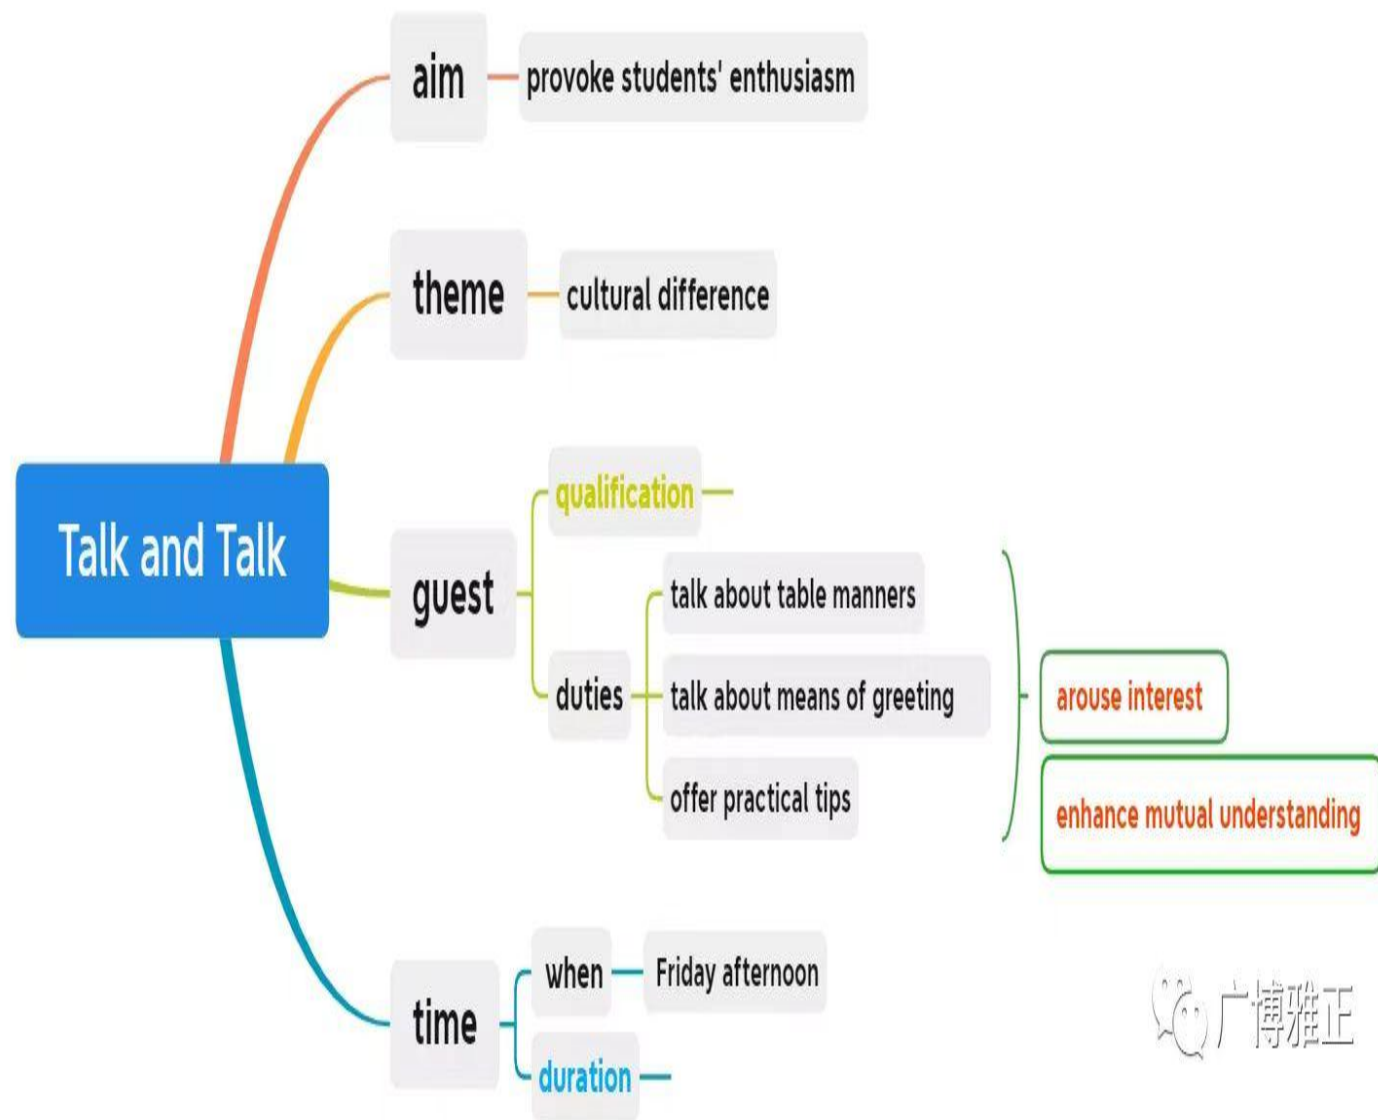 aim
provoke students' enthusiasm
theme
cultural difference
Talk and Talk
guest
qualification
duties
talk about table manners
talk about means of greeting
offer practical tips
arouse interest
enhance mutual understanding
time
when
Friday afternoon
duration
广博雅正